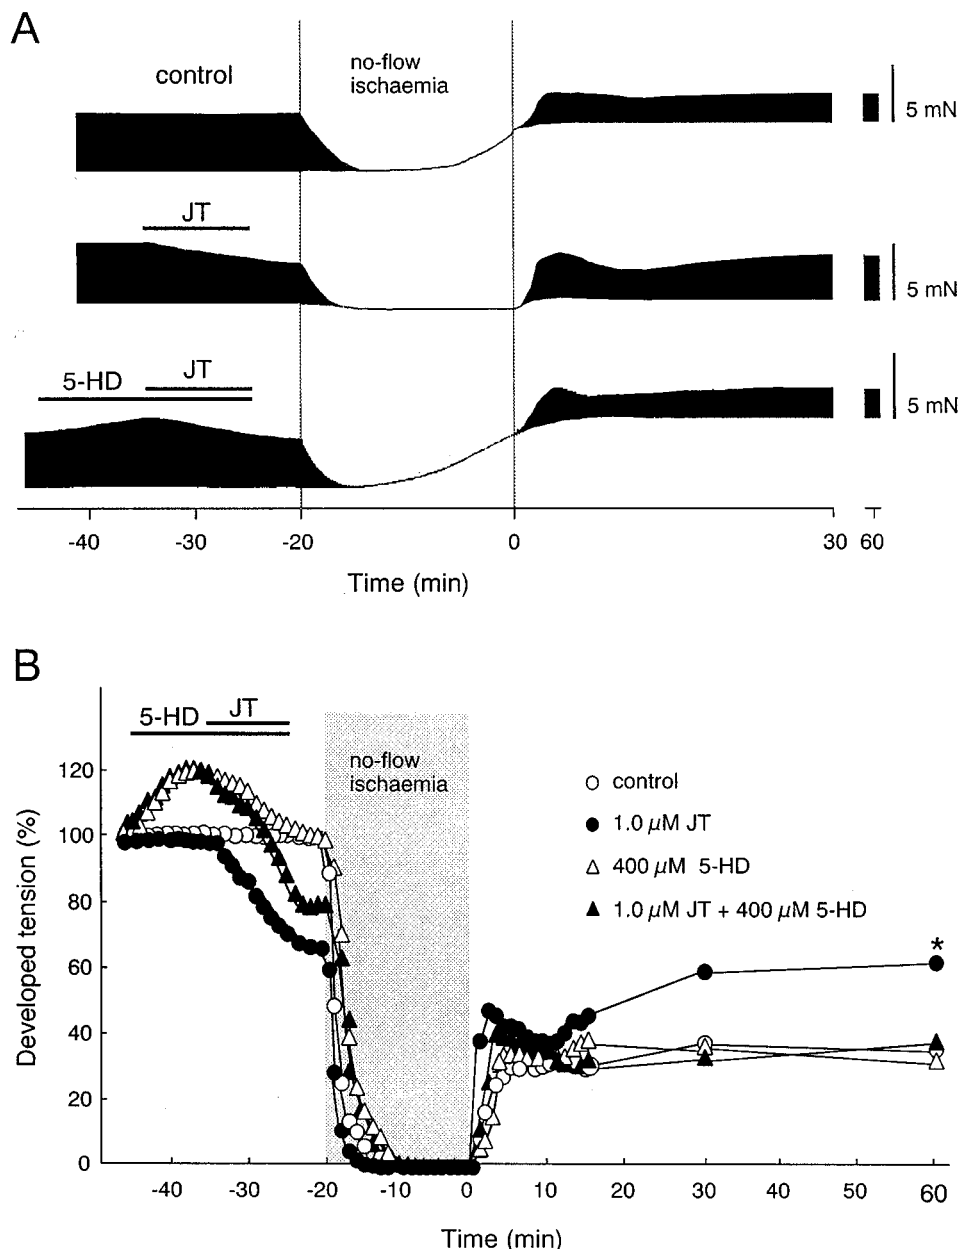 A
control
no-flow
ischaemia
5 mN
JT
5 mN
5-HD
JT
5 mN
-40 -30 -20 0 30 60
Time (min)
B
5-HD
JT
no-flow
ischaemia
control
1.0 µM JT
400 µM 5-HD
1.0 µM JT + 400 µM 5-HD
*
Developed tension (%)
120
100
80
60
40
20
0
-40 -30 -20 -10 0 10 20 30 40 50 60
Time (min)